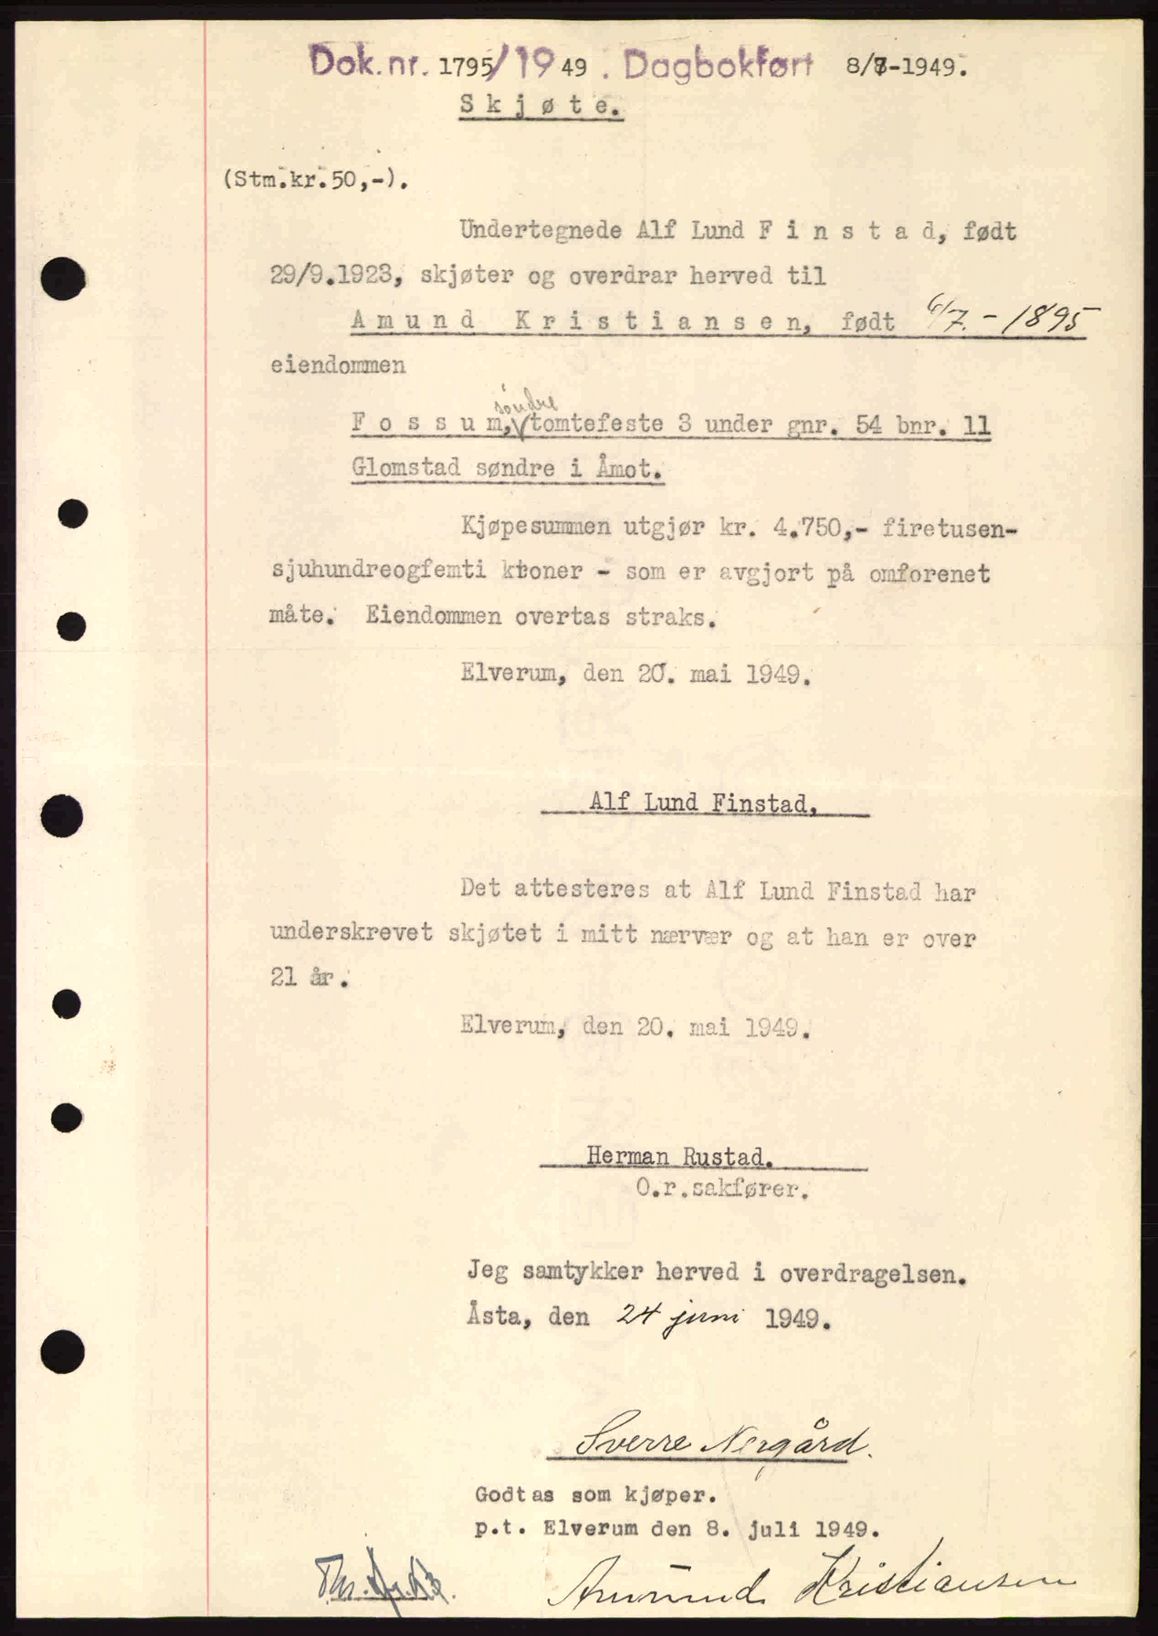 Dok.nr. 1795/1949. Dagbokført 8/7-1949.
Skjøte.
(Stm.kr.50,-).
Undertegnede Alf Lund F i n s t a d, født
29/9.1923, skjøter og overdrar herved til
A m u n d K r i s t i a n s e n, født 6/7.-1895
eiendommen
søndre
F o s s u m, tomtefeste 3 under gnr. 54 bnr. 11
Glomstad søndre i Åmot.
Kjøpesummen utgjør kr. 4.750,- firetusen-
sjuhundreogfemti kroner - som er avgjort på omforenet
måte. Eiendommen overtas straks.
Elverum, den 20. mai 1949.
Alf Lund Finstad,
Det attesteres at Alf Lund Finstad har
underskrevet skjøtet i mitt nærvær og at han er over
21 år.
Elverum, den 20. mai 1949.
Herman Rustad.
O.r.sakfører.
Jeg samtykker herved i overdragelsen.
Åsta, den 24 juni 1949.
Sverre Nergård.
Godtas som kjøper.
p.t. Elverum den 8. juli 1949.
Amund Kristiansen